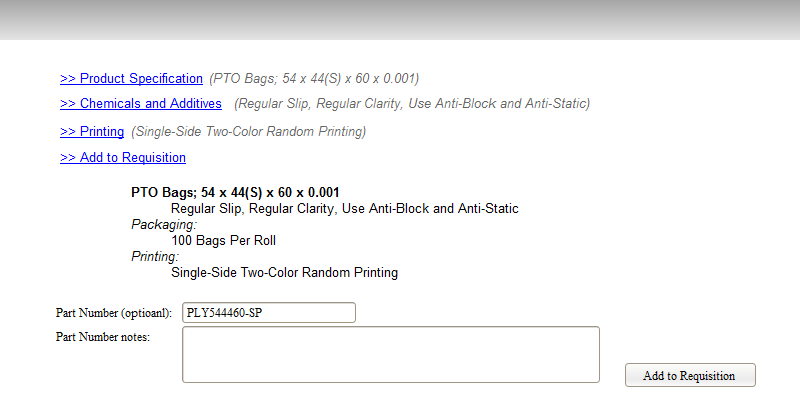 >> Product Specification (PTO Bags; 54 x 44(S) x 60 x 0.001)
>> Chemicals and Additives (Regular Slip, Regular Clarity, Use Anti-Block and Anti-Static)
>> Printing (Single-Side Two-Color Random Printing)
>> Add to Requisition
PTO Bags; 54 x 44(S) x 60 x 0.001
Regular Slip, Regular Clarity, Use Anti-Block and Anti-Static
Packaging:
100 Bags Per Roll
Printing:
Single-Side Two-Color Random Printing
Part Number (optioanl): PLY544460-SP
Part Number notes:
Add to Requisition